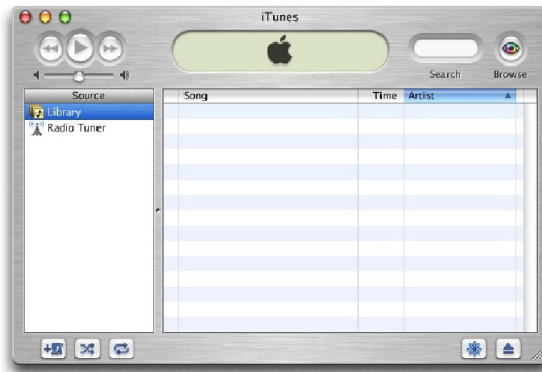 iTunes
Search
Browse
Source
Song
Time
Artist
Library
Radio Tuner